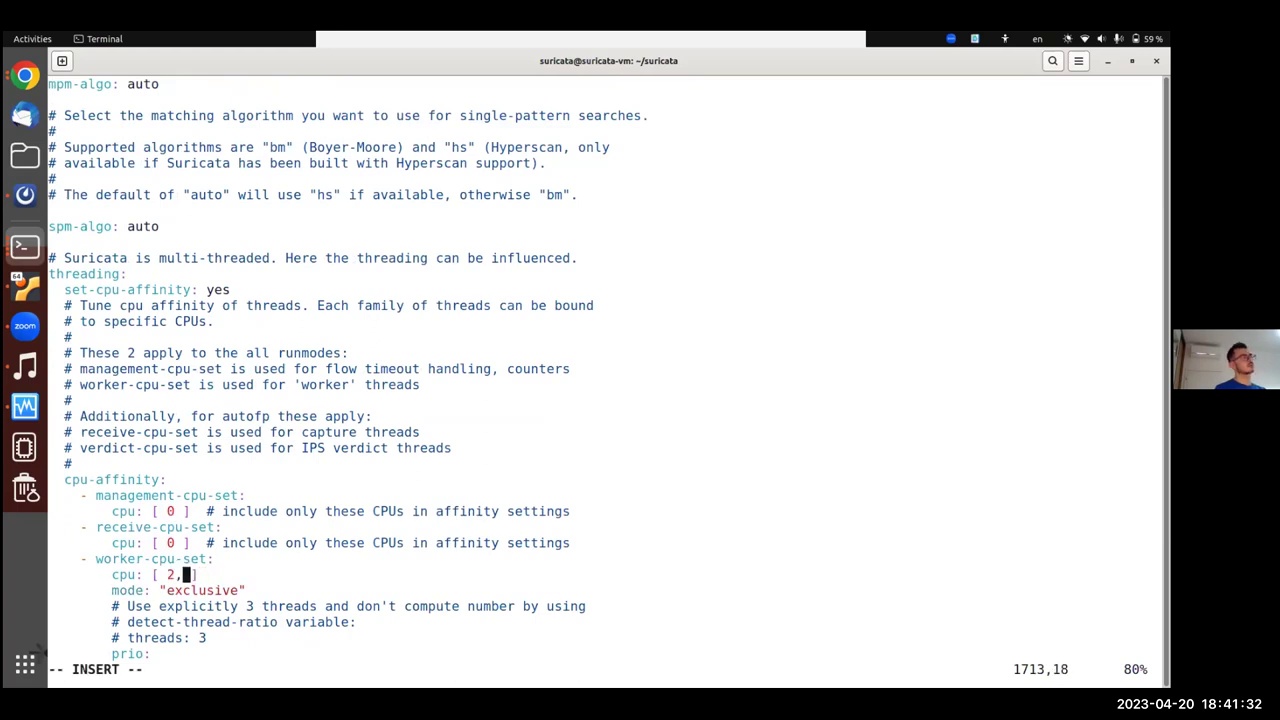 Activities
Terminal
en
59 %
suricata@suricata-vm: ~/suricata
mpm-algo: auto
# Select the matching algorithm you want to use for single-pattern searches.
#
# Supported algorithms are "bm" (Boyer-Moore) and "hs" (Hyperscan, only
# available if Suricata has been built with Hyperscan support).
#
# The default of "auto" will use "hs" if available, otherwise "bm".
spm-algo: auto
# Suricata is multi-threaded. Here the threading can be influenced.
threading:
set-cpu-affinity: yes
# Tune cpu affinity of threads. Each family of threads can be bound
# to specific CPUs.
#
# These 2 apply to the all runmodes:
# management-cpu-set is used for flow timeout handling, counters
# worker-cpu-set is used for 'worker' threads
#
# Additionally, for autofp these apply:
# receive-cpu-set is used for capture threads
# verdict-cpu-set is used for IPS verdict threads
#
cpu-affinity:
- management-cpu-set:
cpu: [ 0 ]  # include only these CPUs in affinity settings
- receive-cpu-set:
cpu: [ 0 ]  # include only these CPUs in affinity settings
- worker-cpu-set:
cpu: [ 2, ]
mode: "exclusive"
# Use explicitly 3 threads and don't compute number by using
# detect-thread-ratio variable:
# threads: 3
prio:
-- INSERT --
1713,18
80%
64
zoom
2023-04-20 18:41:32